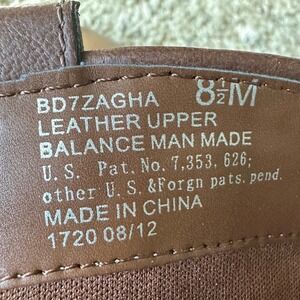 BD7ZAGHA 8½M
LEATHER UPPER
BALANCE MAN MADE
U.S. Pat. No. 7,353,626;
other U.S. &Forgn pats. pend.
MADE IN CHINA
1720 08/12